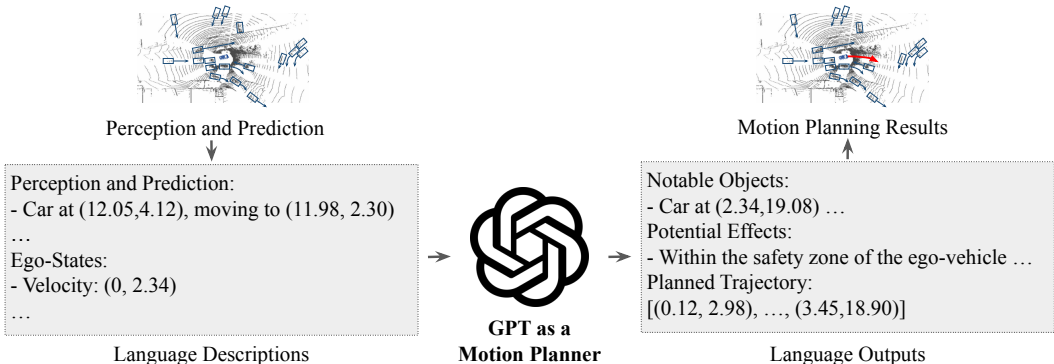 Perception and Prediction
Perception and Prediction:
- Car at (12.05,4.12), moving to (11.98, 2.30)
…
Ego-States:
- Velocity: (0, 2.34)
…
Language Descriptions
GPT as a
Motion Planner
Motion Planning Results
Notable Objects:
- Car at (2.34,19.08) …
Potential Effects:
- Within the safety zone of the ego-vehicle …
Planned Trajectory:
[(0.12, 2.98), …, (3.45,18.90)]
Language Outputs